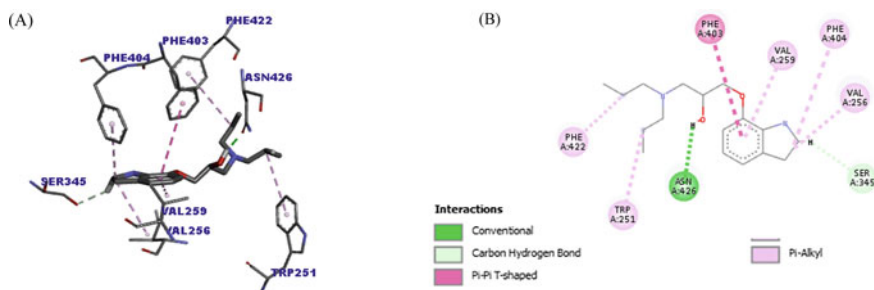 (A)
PHE422
PHE404
PHE403
ASN426
SER345
VAL259
VAL256
TRP251
(B)
PHE
A:403
PHE
A:404
VAL
A:259
VAL
A:256
PHE
A:422
H
H
SER
A:345
ASN
A:426
TRP
A:251
Interactions
Conventional
Carbon Hydrogen Bond
Pi-Pi T-shaped
Pi-Alkyl